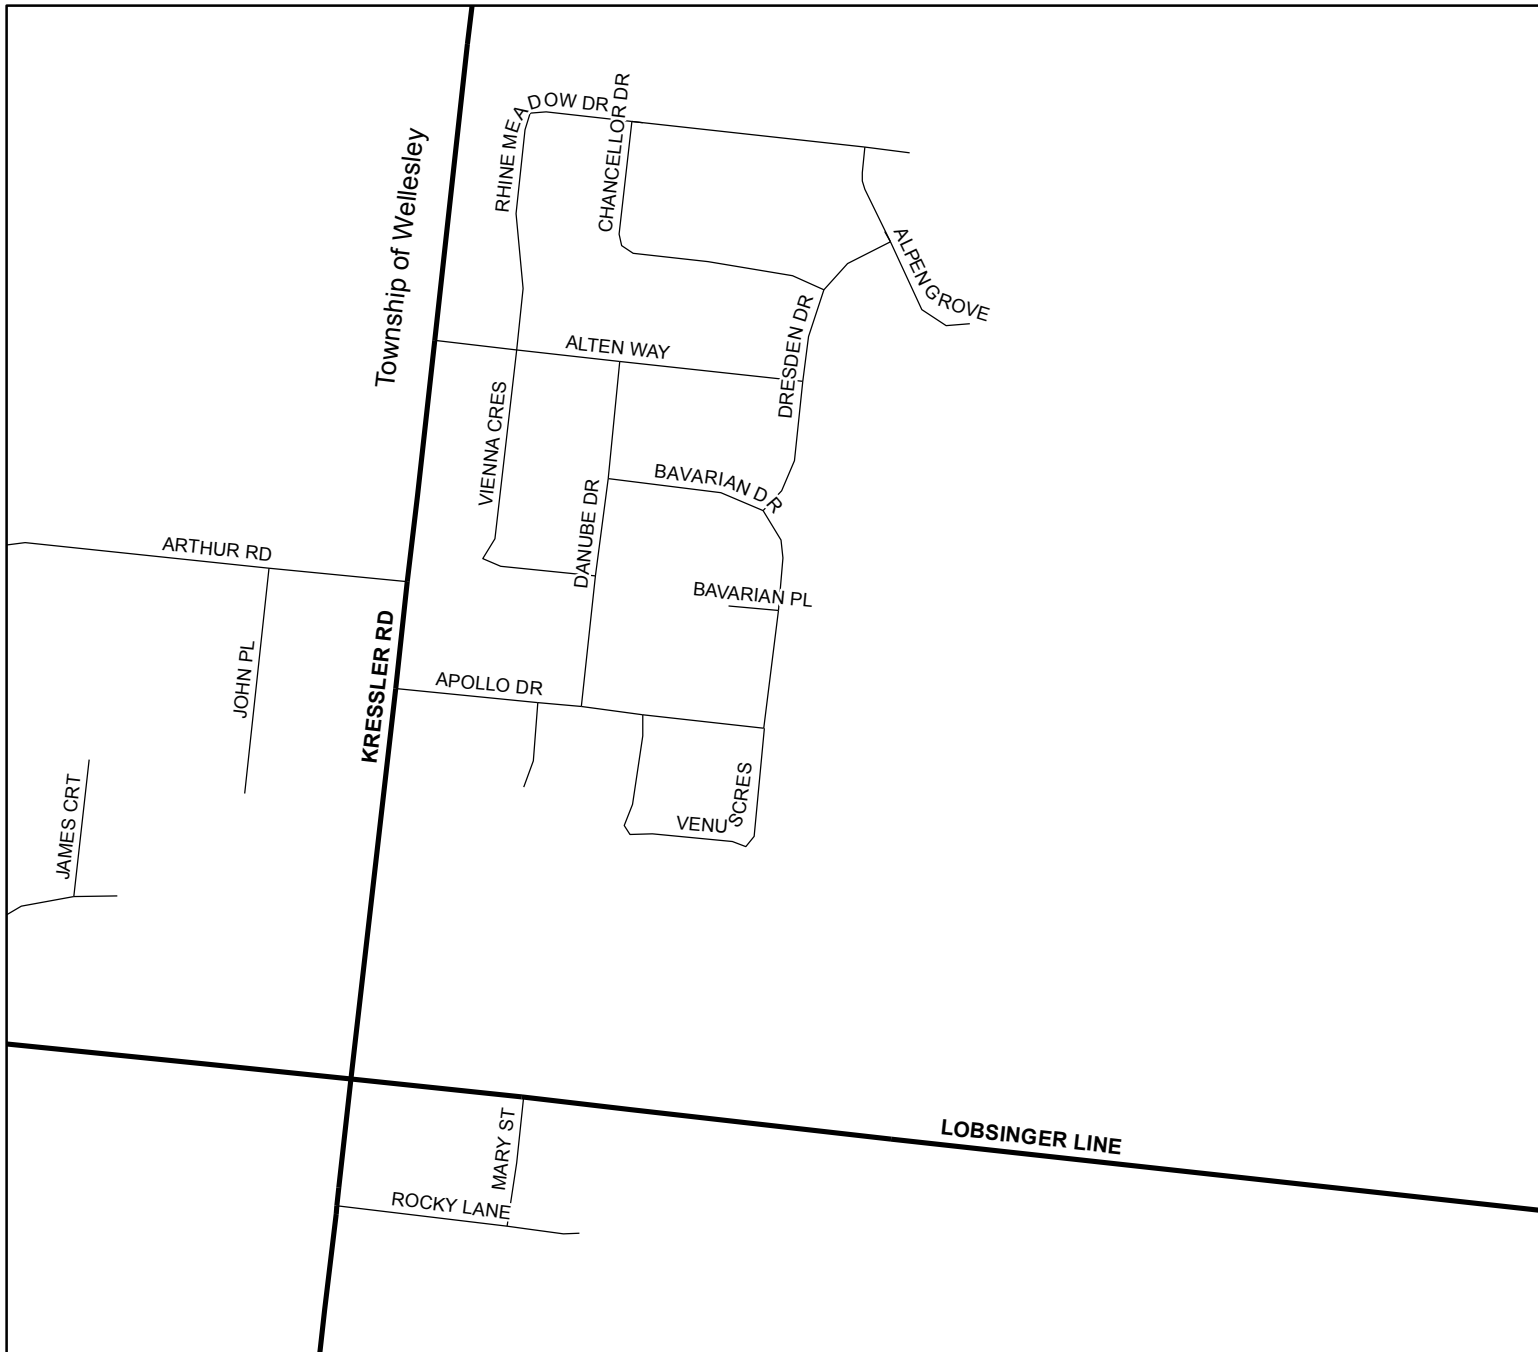 RHINE MEADOW DR
CHANCELLOR DR
Township of Wellesley
ALPENGROVE
DRESDEN DR
ALTEN WAY
VIENNA CRES
BAVARIAN DR
DANUBE DR
ARTHUR RD
BAVARIAN PL
KRESSLER RD
JOHN PL
APOLLO DR
JAMES CRT
VENUS CRES
LOBSINGER LINE
MARY ST
ROCKY LANE